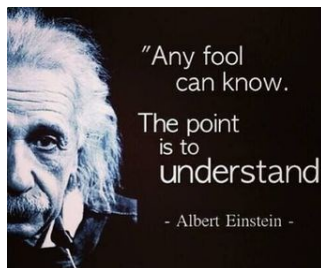 "Any fool
can know.
The point
is to
understand
- Albert Einstein -